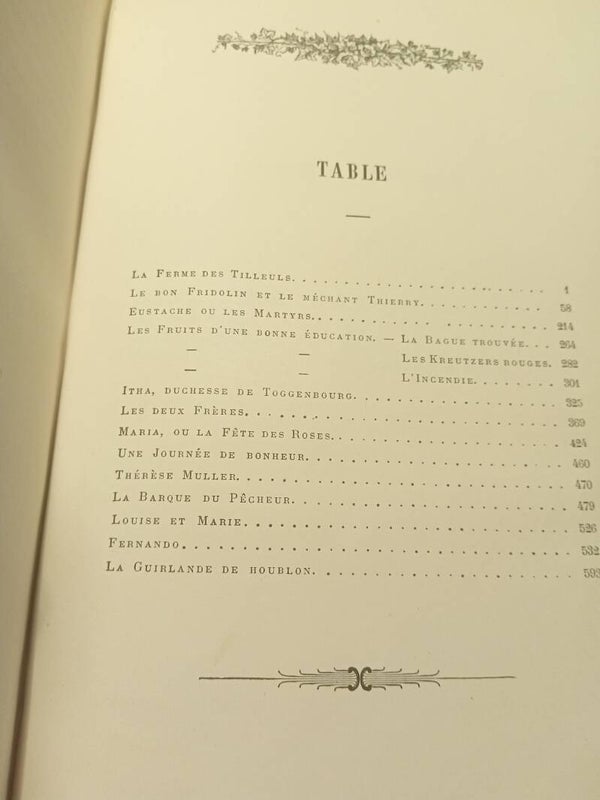 TABLE
LA FERME DES TILLEULS. . . . . . . . . . . . . . . . . . 1
LE BON FRIDOLIN ET LE MÉCHANT THIERRY. . . . . . . . . . 58
EUSTACHE OU LES MARTYRS. . . . . . . . . . . . . . . . . 214
LES FRUITS D'UNE BONNE ÉDUCATION. — LA BAGUE TROUVÉE. . . 264
— — LES KREUTZERS ROUGES. 282
— — L'INCENDIE. . . . . . . 301
ITHA, DUCHESSE DE TOGGENBOURG. . . . . . . . . . . . . . 325
LES DEUX FRÈRES. . . . . . . . . . . . . . . . . . . . . 369
MARIA, OU LA FÊTE DES ROSES. . . . . . . . . . . . . . . 424
UNE JOURNÉE DE BONHEUR. . . . . . . . . . . . . . . . . 460
THÉRÈSE MULLER. . . . . . . . . . . . . . . . . . . . . 470
LA BARQUE DU PÊCHEUR. . . . . . . . . . . . . . . . . . 479
LOUISE ET MARIE. . . . . . . . . . . . . . . . . . . . . 526
FERNANDO. . . . . . . . . . . . . . . . . . . . . . . . 532
LA GUIRLANDE DE HOUBLON. . . . . . . . . . . . . . . . . 593